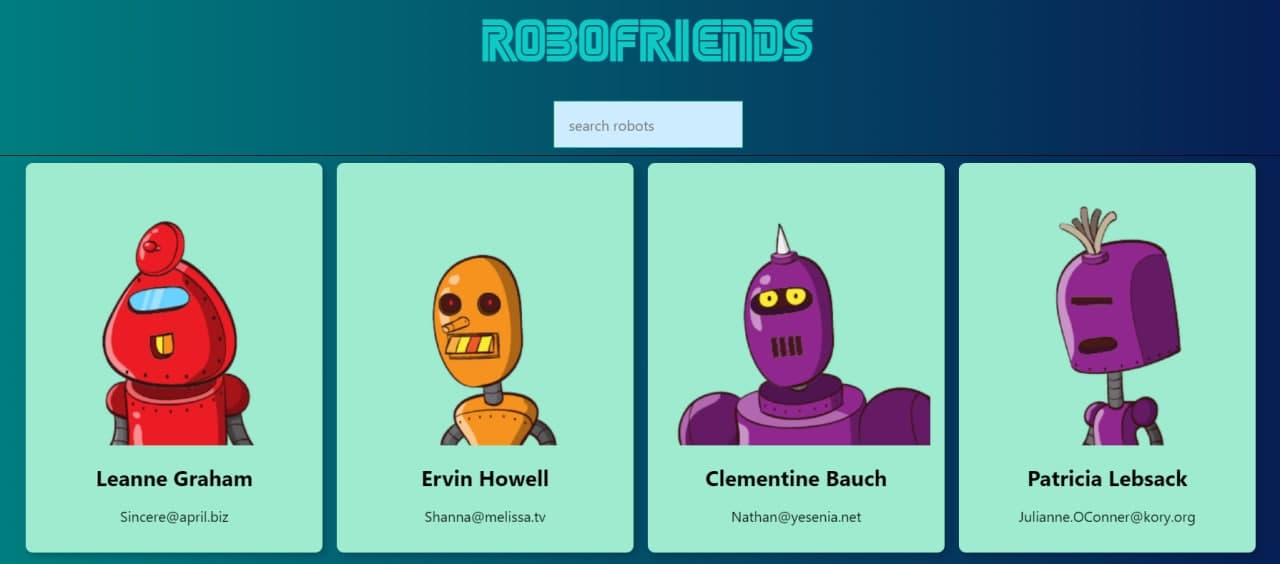 ROBOFRIENDS
search robots
Leanne Graham
Sincere@april.biz
Ervin Howell
Shanna@melissa.tv
Clementine Bauch
Nathan@yesenia.net
Patricia Lebsack
Julianne.OConner@kory.org